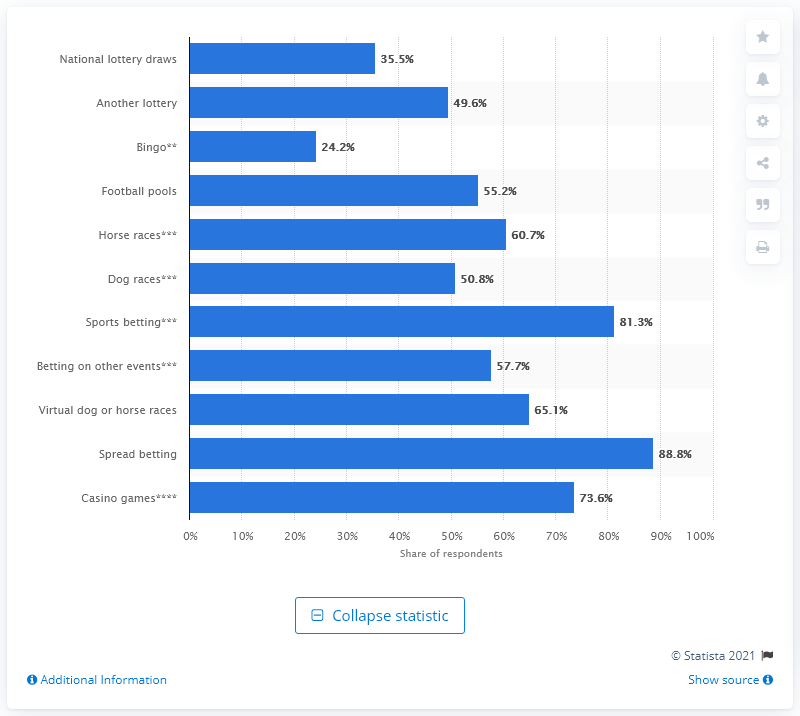 National lottery draws 35.5%
Another lottery 49.6%
Bingo** 24.2%
Football pools 55.2%
Horse races*** 60.7%
Dog races*** 50.8%
Sports betting*** 81.3%
Betting on other events*** 57.7%
Virtual dog or horse races 65.1%
Spread betting 88.8%
Casino games**** 73.6%
0% 10% 20% 30% 40% 50% 60% 70% 80% 90% 100%
Share of respondents
Collapse statistic
© Statista 2021
Additional Information Show source